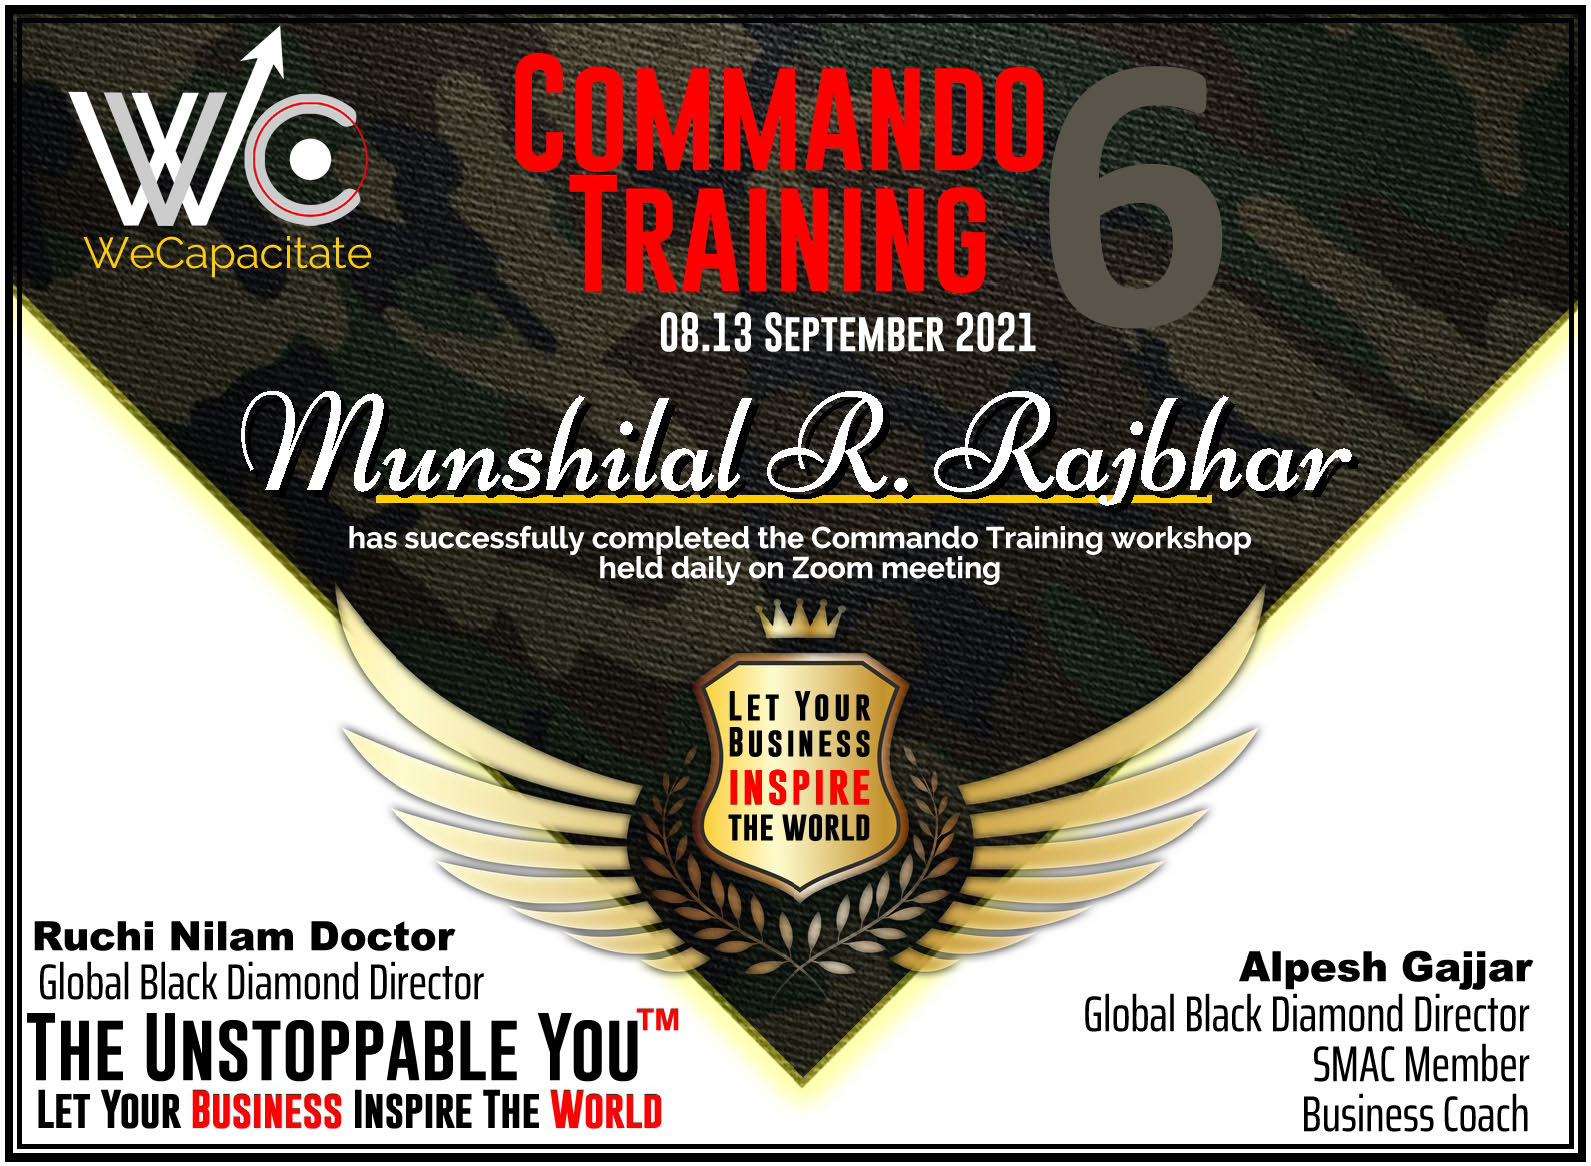 WC
WeCapacitate
COMMANDO
TRAINING
6
08.13 SEPTEMBER 2021
Munshilal R. Rajbhar
has successfully completed the Commando Training workshop
held daily on Zoom meeting
LET YOUR
BUSINESS
INSPIRE
THE WORLD
Ruchi Nilam Doctor
Global Black Diamond Director
THE UNSTOPPABLE YOU™
LET YOUR BUSINESS INSPIRE THE WORLD
Alpesh Gajjar
Global Black Diamond Director
SMAC Member
Business Coach